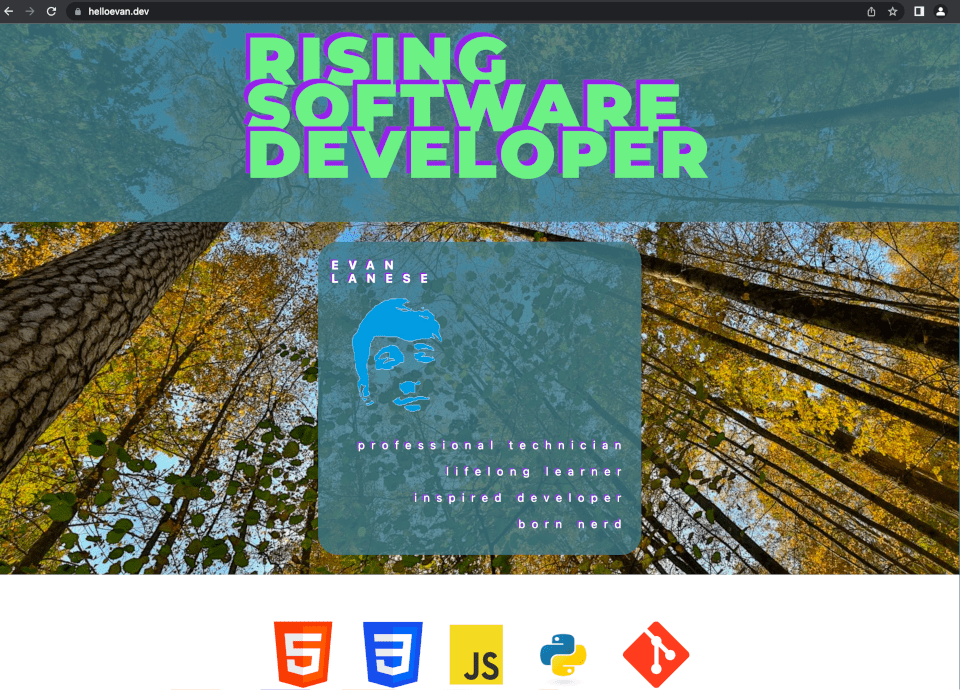 helloevan.dev
RISING
SOFTWARE
DEVELOPER
EVAN
LANESE
professional technician
lifelong learner
inspired developer
born nerd
5
3
JS